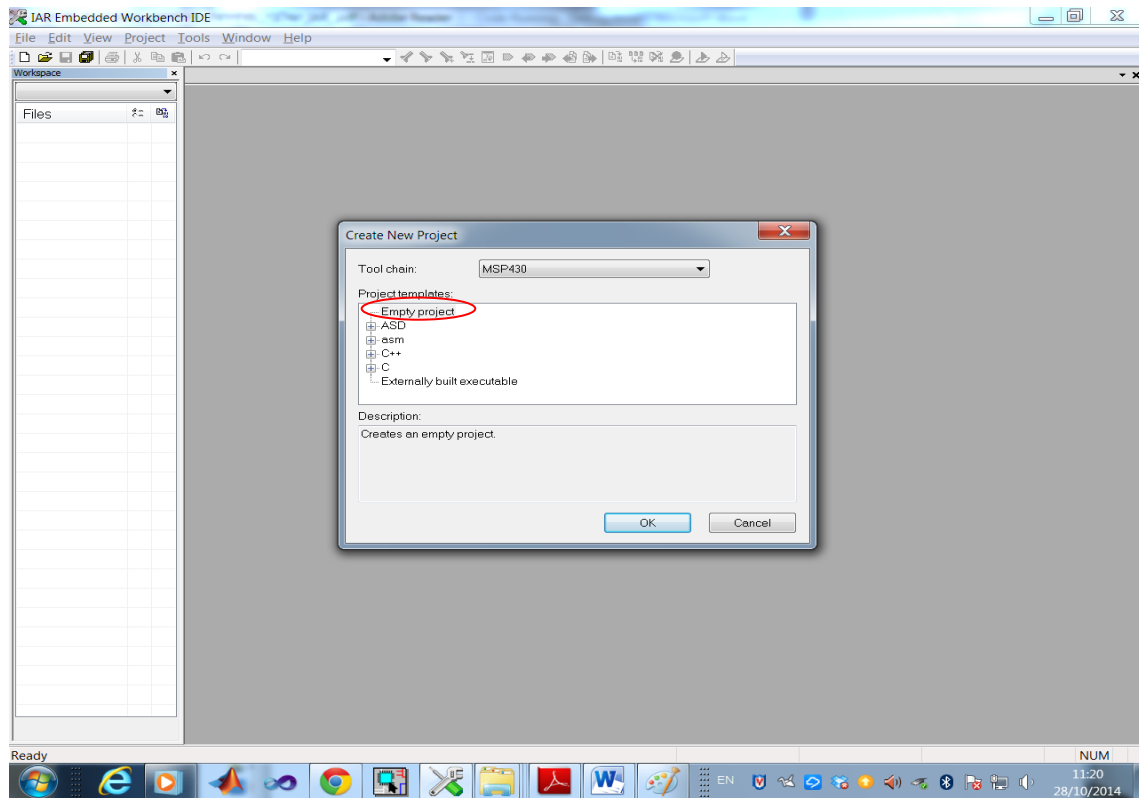 IAR Embedded Workbench IDE
File Edit View Project Tools Window Help
Workspace
Files
Create New Project
Tool chain: MSP430
Project templates:
Empty project
ASD
asm
C++
C
Externally built executable
Description:
Creates an empty project.
OK Cancel
Ready NUM
EN 11:20
28/10/2014